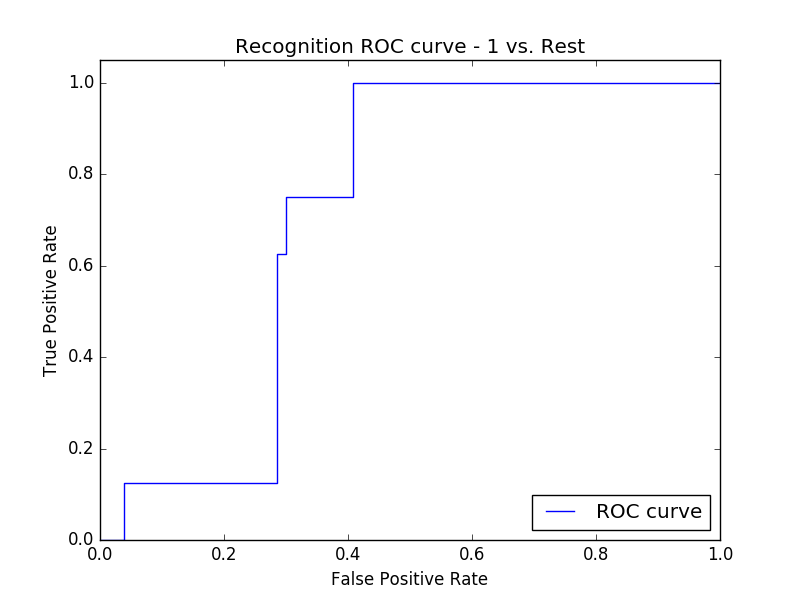 Recognition ROC curve - 1 vs. Rest
1.0
0.8
0.6
0.4
0.2
0.0
True Positive Rate
ROC curve
0.0 0.2 0.4 0.6 0.8 1.0
False Positive Rate